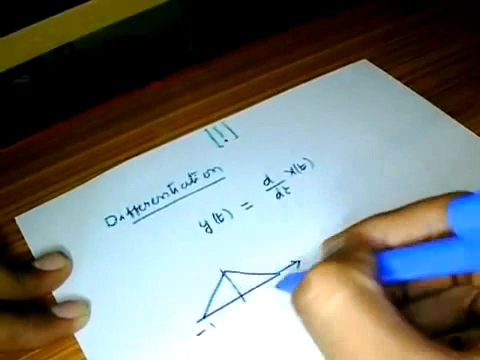 |||
Differentiation
y(t) = d/dt x(t)
-1